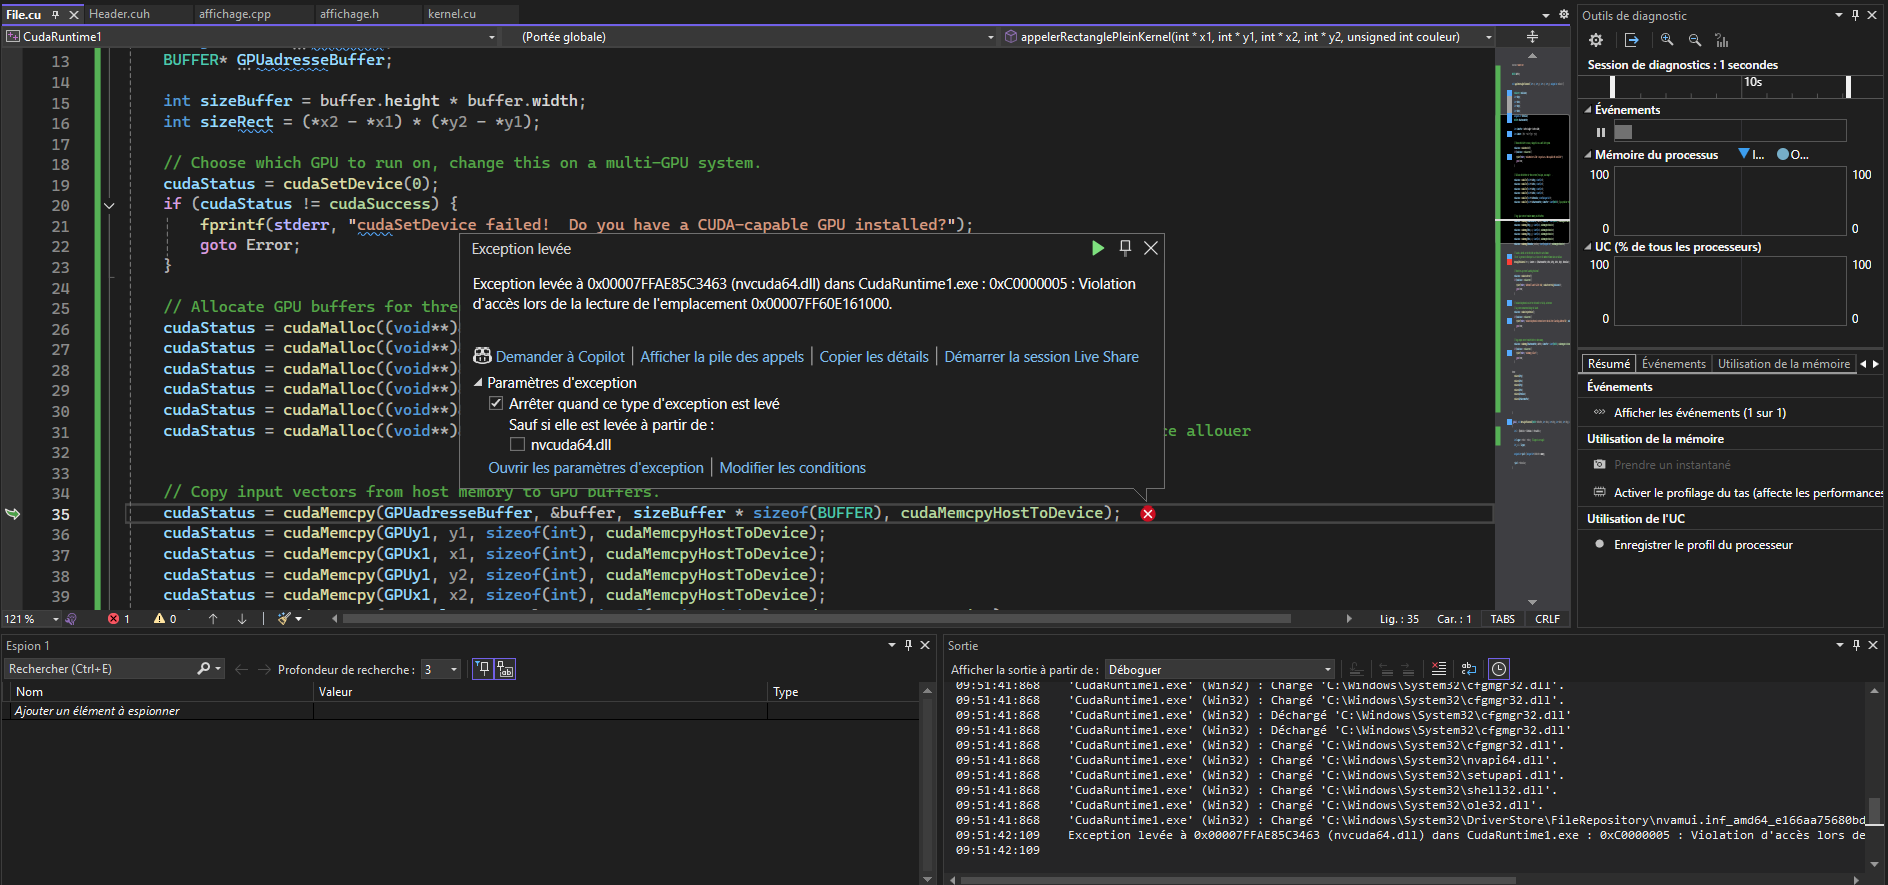 File.cu
Header.cuh
affichage.cpp
affichage.h
kernel.cu
Outils de diagnostic
CudaRuntime1
(Portée globale)
appelerRectanglePleinKernel(int * x1, int * y1, int * x2, int * y2, unsigned int couleur)
Session de diagnostics : 1 secondes
10s
Événements
Mémoire du processus
I...
O...
100
100
0
0
UC (% de tous les processeurs)
100
100
0
0
Résumé
Événements
Utilisation de la mémoire
Événements
Afficher les événements (1 sur 1)
Utilisation de la mémoire
Prendre un instantané
Activer le profilage du tas (affecte les performances
Utilisation de l'UC
Enregistrer le profil du processeur
13 BUFFER* GPUadresseBuffer;
14
15 int sizeBuffer = buffer.height * buffer.width;
16 int sizeRect = (*x2 - *x1) * (*y2 - *y1);
17
18 // Choose which GPU to run on, change this on a multi-GPU system.
19 cudaStatus = cudaSetDevice(0);
20 if (cudaStatus != cudaSuccess) {
21 fprintf(stderr, "cudaSetDevice failed!  Do you have a CUDA-capable GPU installed?");
22 goto Error;
23 }
24
25 // Allocate GPU buffers for thre
26 cudaStatus = cudaMalloc((void**)
27 cudaStatus = cudaMalloc((void**)
28 cudaStatus = cudaMalloc((void**)
29 cudaStatus = cudaMalloc((void**)
30 cudaStatus = cudaMalloc((void**)
31 cudaStatus = cudaMalloc((void**) ce allouer
32
33
34 // Copy input vectors from host memory to GPU buffers.
35 cudaStatus = cudaMemcpy(GPUadresseBuffer, &buffer, sizeBuffer * sizeof(BUFFER), cudaMemcpyHostToDevice);
36 cudaStatus = cudaMemcpy(GPUy1, y1, sizeof(int), cudaMemcpyHostToDevice);
37 cudaStatus = cudaMemcpy(GPUx1, x1, sizeof(int), cudaMemcpyHostToDevice);
38 cudaStatus = cudaMemcpy(GPUy1, y2, sizeof(int), cudaMemcpyHostToDevice);
39 cudaStatus = cudaMemcpy(GPUx1, x2, sizeof(int), cudaMemcpyHostToDevice);
Exception levée
Exception levée à 0x00007FFAE85C3463 (nvcuda64.dll) dans CudaRuntime1.exe : 0xC0000005 : Violation
d'accès lors de la lecture de l'emplacement 0x00007FF60E161000.
Demander à Copilot | Afficher la pile des appels | Copier les détails | Démarrer la session Live Share
Paramètres d'exception
Arrêter quand ce type d'exception est levé
Sauf si elle est levée à partir de :
nvcuda64.dll
Ouvrir les paramètres d'exception | Modifier les conditions
121 %
1
0
Lig. : 35
Car. : 1
TABS
CRLF
Espion 1
Rechercher (Ctrl+E)
Profondeur de recherche :
3
Nom
Valeur
Type
Ajouter un élément à espionner
Sortie
Afficher la sortie à partir de :
Déboguer
09:51:41:868 'CudaRuntime1.exe' (Win32) : Chargé 'C:\Windows\System32\cfgmgr32.dll'.
09:51:41:868 'CudaRuntime1.exe' (Win32) : Chargé 'C:\Windows\System32\cfgmgr32.dll'.
09:51:41:868 'CudaRuntime1.exe' (Win32) : Déchargé 'C:\Windows\System32\cfgmgr32.dll'
09:51:41:868 'CudaRuntime1.exe' (Win32) : Déchargé 'C:\Windows\System32\cfgmgr32.dll'
09:51:41:868 'CudaRuntime1.exe' (Win32) : Chargé 'C:\Windows\System32\cfgmgr32.dll'.
09:51:41:868 'CudaRuntime1.exe' (Win32) : Chargé 'C:\Windows\System32\nvapi64.dll'.
09:51:41:868 'CudaRuntime1.exe' (Win32) : Chargé 'C:\Windows\System32\setupapi.dll'.
09:51:41:868 'CudaRuntime1.exe' (Win32) : Chargé 'C:\Windows\System32\shell32.dll'.
09:51:41:868 'CudaRuntime1.exe' (Win32) : Chargé 'C:\Windows\System32\ole32.dll'.
09:51:41:868 'CudaRuntime1.exe' (Win32) : Chargé 'C:\Windows\System32\DriverStore\FileRepository\nvamui.inf_amd64_e166aa75680bd
09:51:42:109 Exception levée à 0x00007FFAE85C3463 (nvcuda64.dll) dans CudaRuntime1.exe : 0xC0000005 : Violation d'accès lors de
09:51:42:109